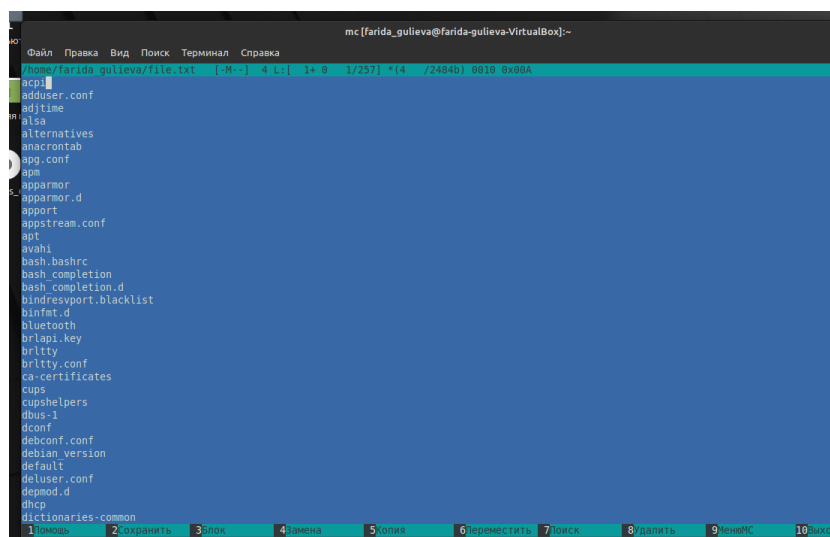 mc [farida_gulieva@farida-gulieva-VirtualBox]:~
Файл Правка Вид Поиск Терминал Справка
/home/farida_gulieva/file.txt [-M--] 4 L:[ 1+ 0 1/257] *(4 /2484b) 0010 0x00A
acpi
adduser.conf
adjtime
alsa
alternatives
anacrontab
apg.conf
apm
apparmor
apparmor.d
apport
appstream.conf
apt
avahi
bash.bashrc
bash_completion
bash_completion.d
bindresvport.blacklist
binfmt.d
bluetooth
brlapi.key
brltty
brltty.conf
ca-certificates
cups
cupshelpers
dbus-1
dconf
debconf.conf
debian_version
default
deluser.conf
depmod.d
dhcp
dictionaries-common
1Помощь 2Сохранить 3Блок 4Замена 5Копия 6Переместить 7Поиск 8Удалить 9МенюМС 10Выхо